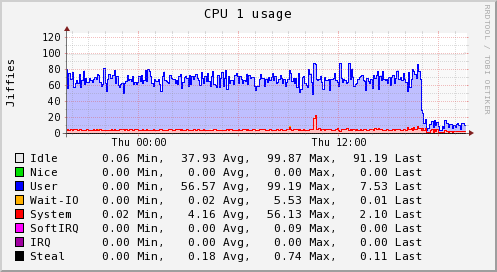 CPU 1 usage
RRDTOOL / TOBI OETIKER
Jiffies
120
100
80
60
40
20
0
Thu 00:00 Thu 12:00
Idle 0.06 Min, 37.93 Avg, 99.87 Max, 91.19 Last
Nice 0.00 Min, 0.00 Avg, 0.00 Max, 0.00 Last
User 0.00 Min, 56.57 Avg, 99.19 Max, 7.53 Last
Wait-IO 0.00 Min, 0.02 Avg, 5.53 Max, 0.01 Last
System 0.02 Min, 4.16 Avg, 56.13 Max, 2.10 Last
SoftIRQ 0.00 Min, 0.00 Avg, 0.09 Max, 0.00 Last
IRQ 0.00 Min, 0.00 Avg, 0.00 Max, 0.00 Last
Steal 0.00 Min, 0.18 Avg, 0.74 Max, 0.11 Last